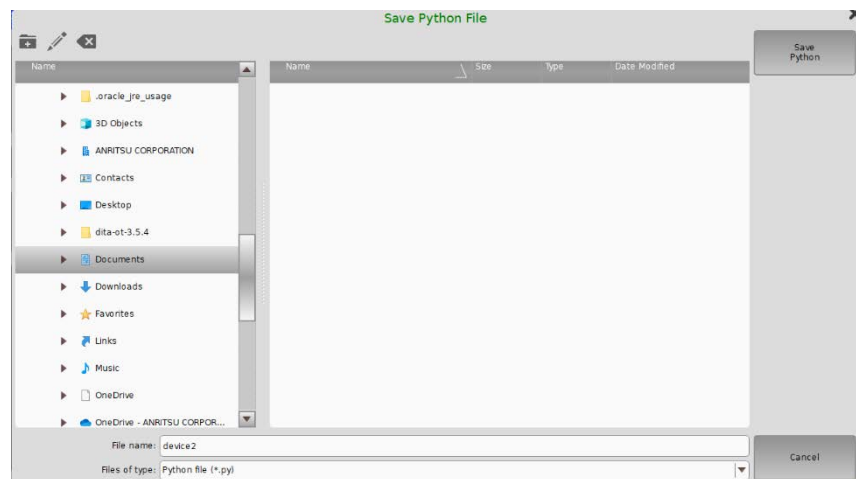 Save Python File
Save
Python
Name
Name Size Type Date Modified
.oracle_jre_usage
3D Objects
ANRITSU CORPORATION
Contacts
Desktop
dita-ot-3.5.4
Documents
Downloads
Favorites
Links
Music
OneDrive
OneDrive - ANRITSU CORPOR...
File name: device2
Files of type: Python file (*.py)
Cancel